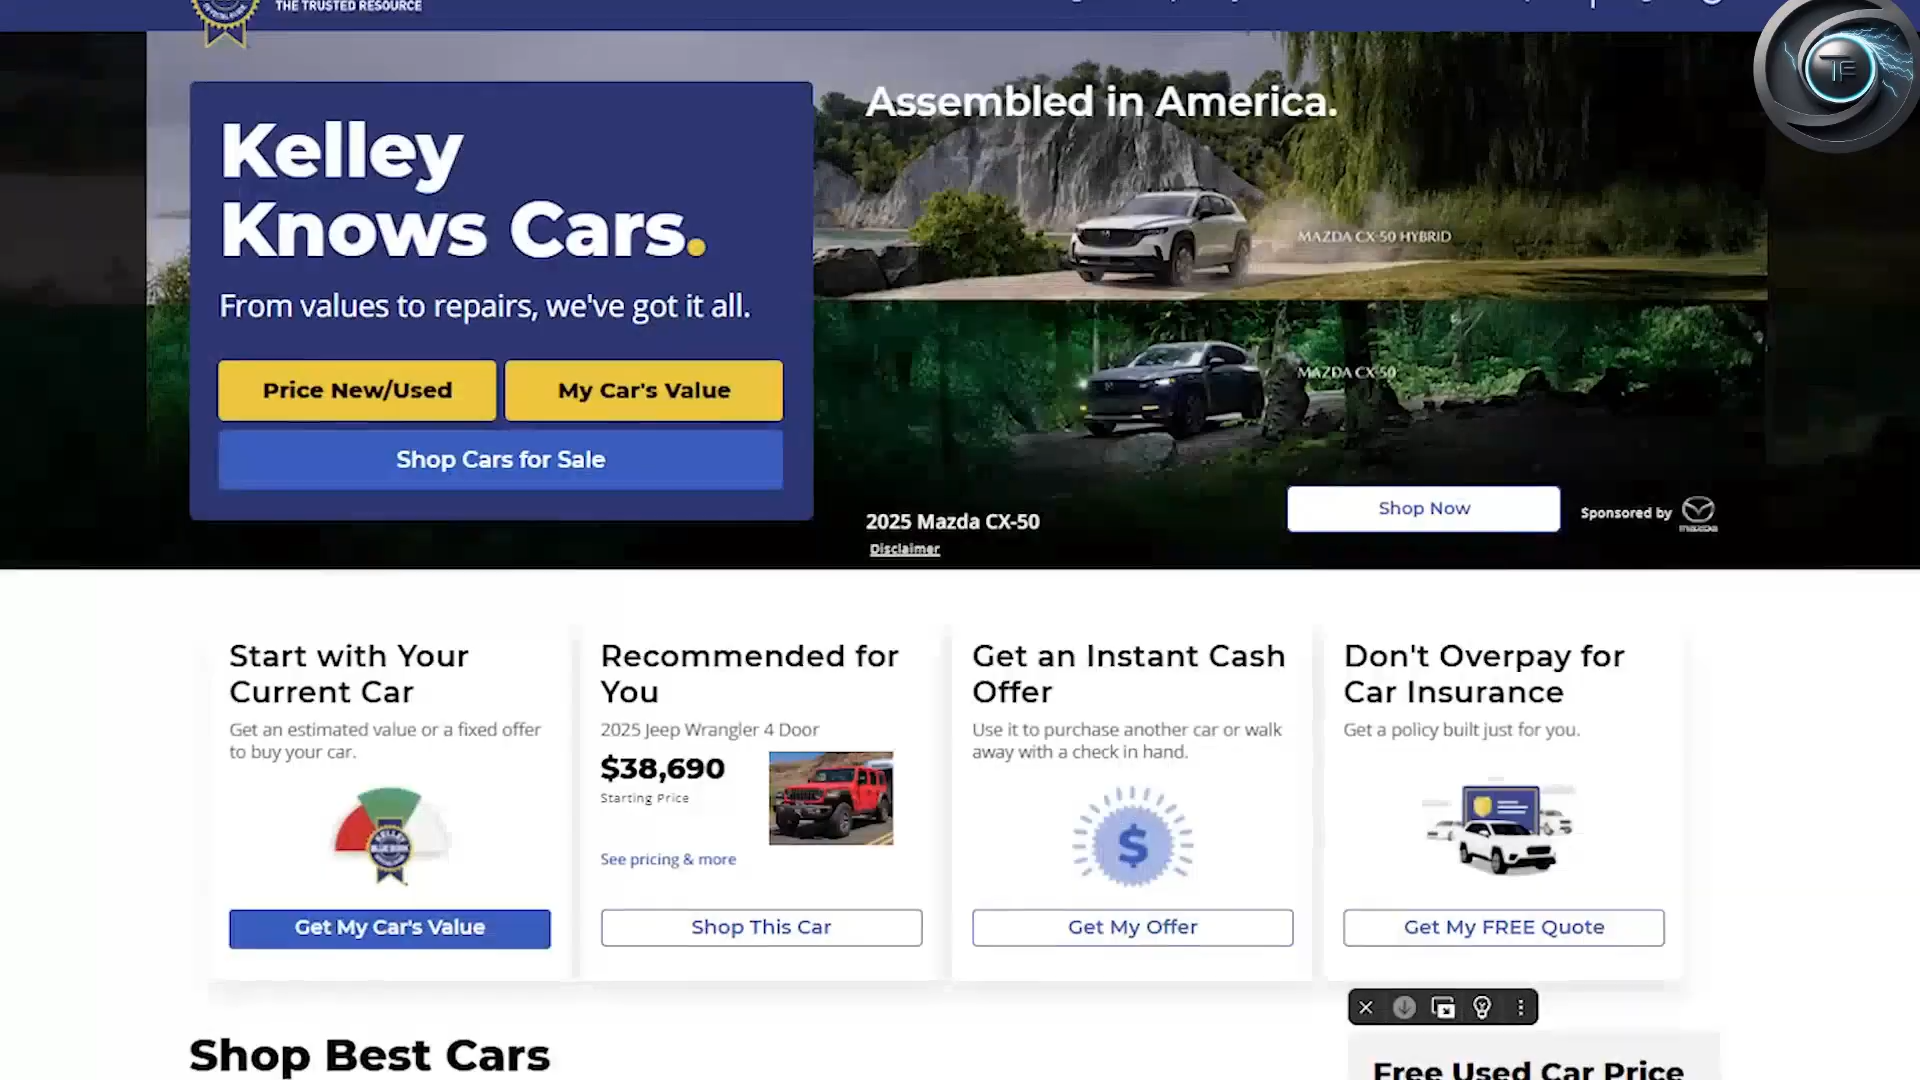 THE TRUSTED RESOURCE
TF
Kelley
Knows Cars.
From values to repairs, we've got it all.
Price New/Used
My Car's Value
Shop Cars for Sale
Assembled in America.
MAZDA CX-50 HYBRID
MAZDA CX-50
2025 Mazda CX-50
Disclaimer
Shop Now
Sponsored by
mazda
Start with Your
Current Car
Get an estimated value or a fixed offer
to buy your car.
KELLEY
BLUE BOOK
Get My Car's Value
Recommended for
You
2025 Jeep Wrangler 4 Door
$38,690
Starting Price
See pricing & more
Shop This Car
Get an Instant Cash
Offer
Use it to purchase another car or walk
away with a check in hand.
$
Get My Offer
Don't Overpay for
Car Insurance
Get a policy built just for you.
Get My FREE Quote
Shop Best Cars
Free Used Car Price